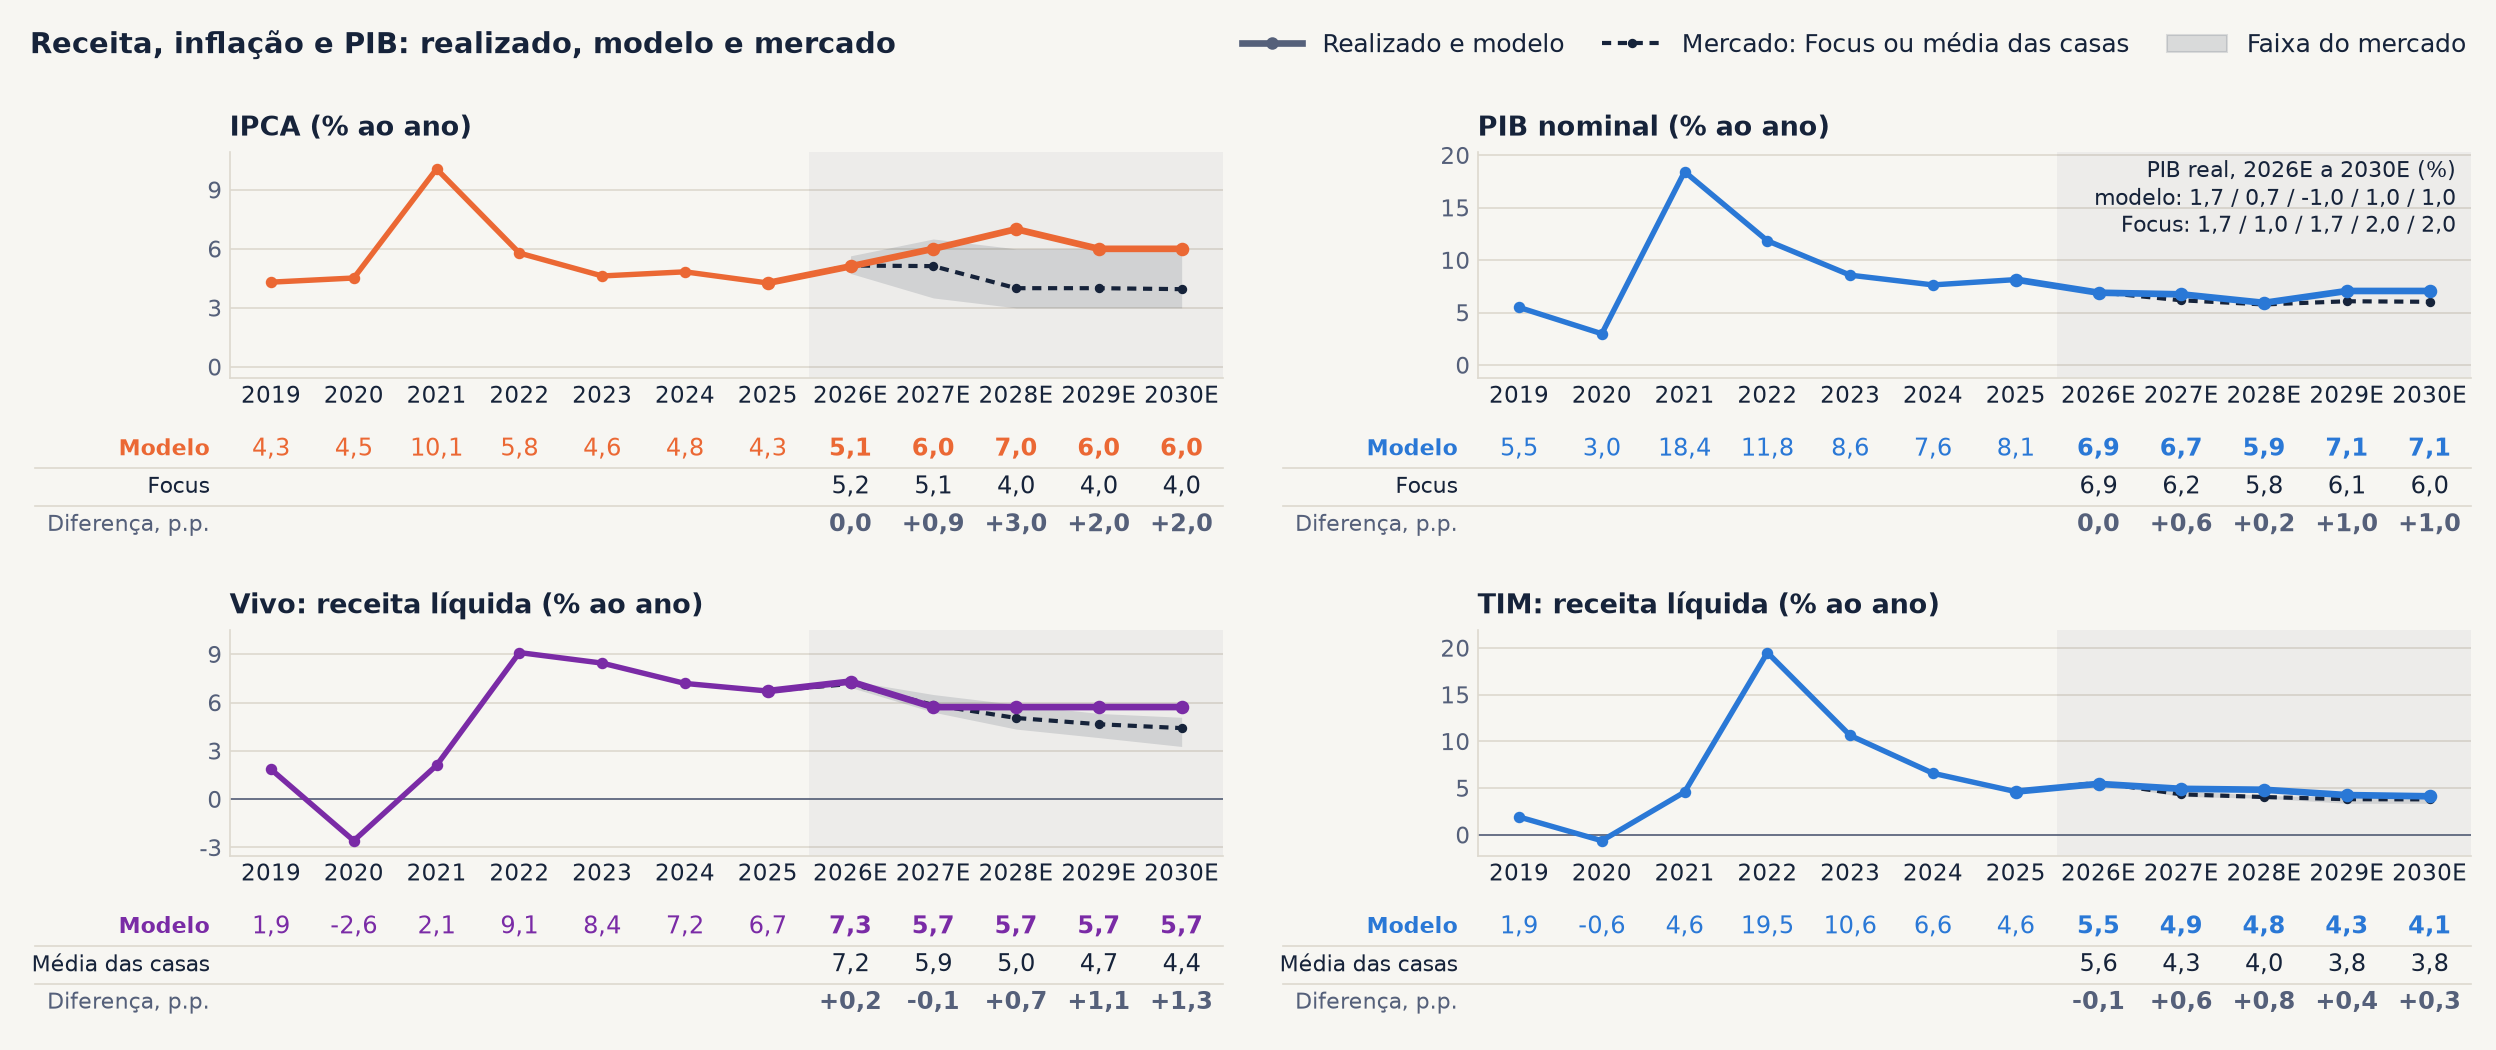 Receita, inflação e PIB: realizado, modelo e mercado
Realizado e modelo
Mercado: Focus ou média das casas
Faixa do mercado
IPCA (% ao ano)
9
6
3
0
2019 2020 2021 2022 2023 2024 2025 2026E 2027E 2028E 2029E 2030E
Modelo 4,3 4,5 10,1 5,8 4,6 4,8 4,3 5,1 6,0 7,0 6,0 6,0
Focus 5,2 5,1 4,0 4,0 4,0
Diferença, p.p. 0,0 +0,9 +3,0 +2,0 +2,0
PIB nominal (% ao ano)
20
15
10
5
0
PIB real, 2026E a 2030E (%)
modelo: 1,7 / 0,7 / -1,0 / 1,0 / 1,0
Focus: 1,7 / 1,0 / 1,7 / 2,0 / 2,0
2019 2020 2021 2022 2023 2024 2025 2026E 2027E 2028E 2029E 2030E
Modelo 5,5 3,0 18,4 11,8 8,6 7,6 8,1 6,9 6,7 5,9 7,1 7,1
Focus 6,9 6,2 5,8 6,1 6,0
Diferença, p.p. 0,0 +0,6 +0,2 +1,0 +1,0
Vivo: receita líquida (% ao ano)
9
6
3
0
-3
2019 2020 2021 2022 2023 2024 2025 2026E 2027E 2028E 2029E 2030E
Modelo 1,9 -2,6 2,1 9,1 8,4 7,2 6,7 7,3 5,7 5,7 5,7 5,7
Média das casas 7,2 5,9 5,0 4,7 4,4
Diferença, p.p. +0,2 -0,1 +0,7 +1,1 +1,3
TIM: receita líquida (% ao ano)
20
15
10
5
0
2019 2020 2021 2022 2023 2024 2025 2026E 2027E 2028E 2029E 2030E
Modelo 1,9 -0,6 4,6 19,5 10,6 6,6 4,6 5,5 4,9 4,8 4,3 4,1
Média das casas 5,6 4,3 4,0 3,8 3,8
Diferença, p.p. -0,1 +0,6 +0,8 +0,4 +0,3